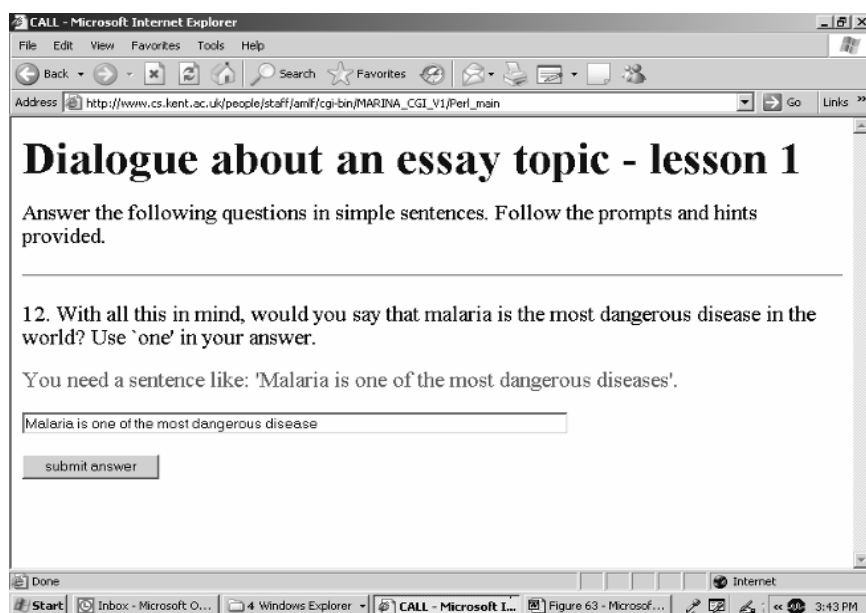 CALL - Microsoft Internet Explorer
File Edit View Favorites Tools Help
Back Search Favorites
Address http://www.cs.kent.ac.uk/people/staff/amlf/cgi-bin/MARINA_CGI_V1/Perl_main Go Links »
Dialogue about an essay topic - lesson 1
Answer the following questions in simple sentences. Follow the prompts and hints
provided.
12. With all this in mind, would you say that malaria is the most dangerous disease in the
world? Use `one' in your answer.
You need a sentence like: 'Malaria is one of the most dangerous diseases'.
Malaria is one of the most dangerous disease
submit answer
Done Internet
Start Inbox - Microsoft O... 4 Windows Explorer CALL - Microsoft I... Figure 63 - Microsof... « 3:43 PM